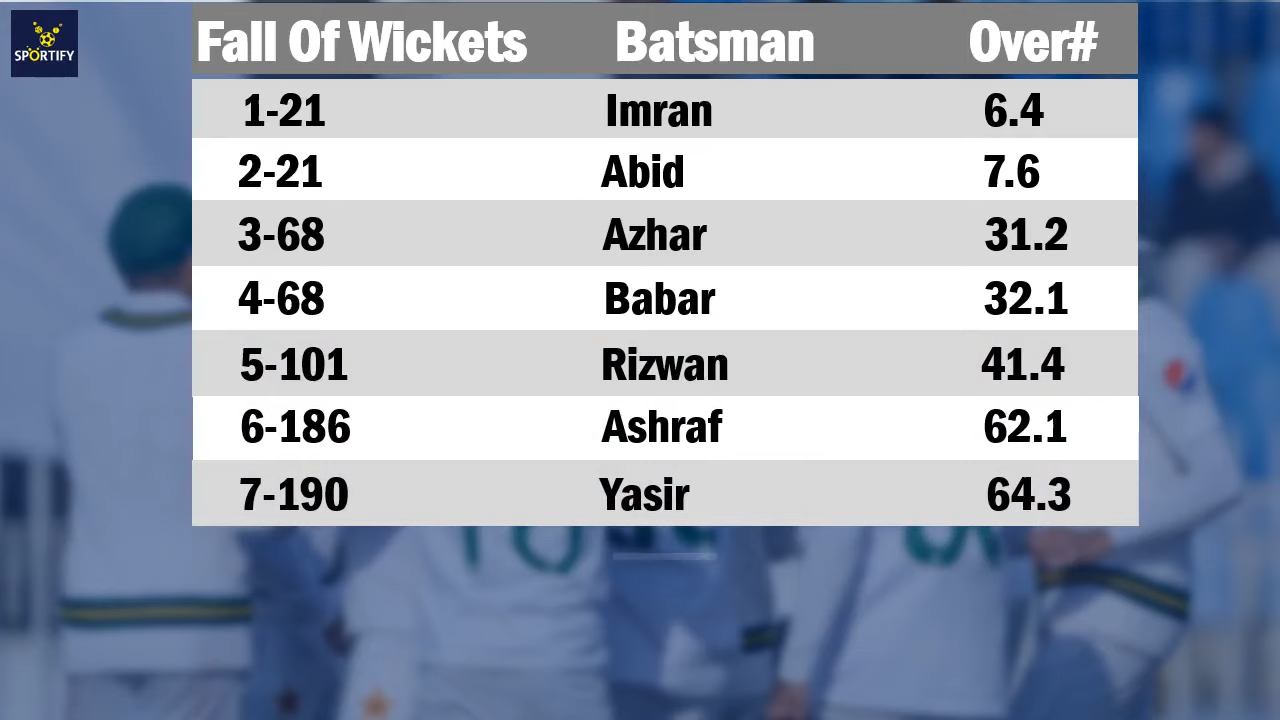 SPORTIFY
Fall Of Wickets Batsman Over#
1-21 Imran 6.4
2-21 Abid 7.6
3-68 Azhar 31.2
4-68 Babar 32.1
5-101 Rizwan 41.4
6-186 Ashraf 62.1
7-190 Yasir 64.3